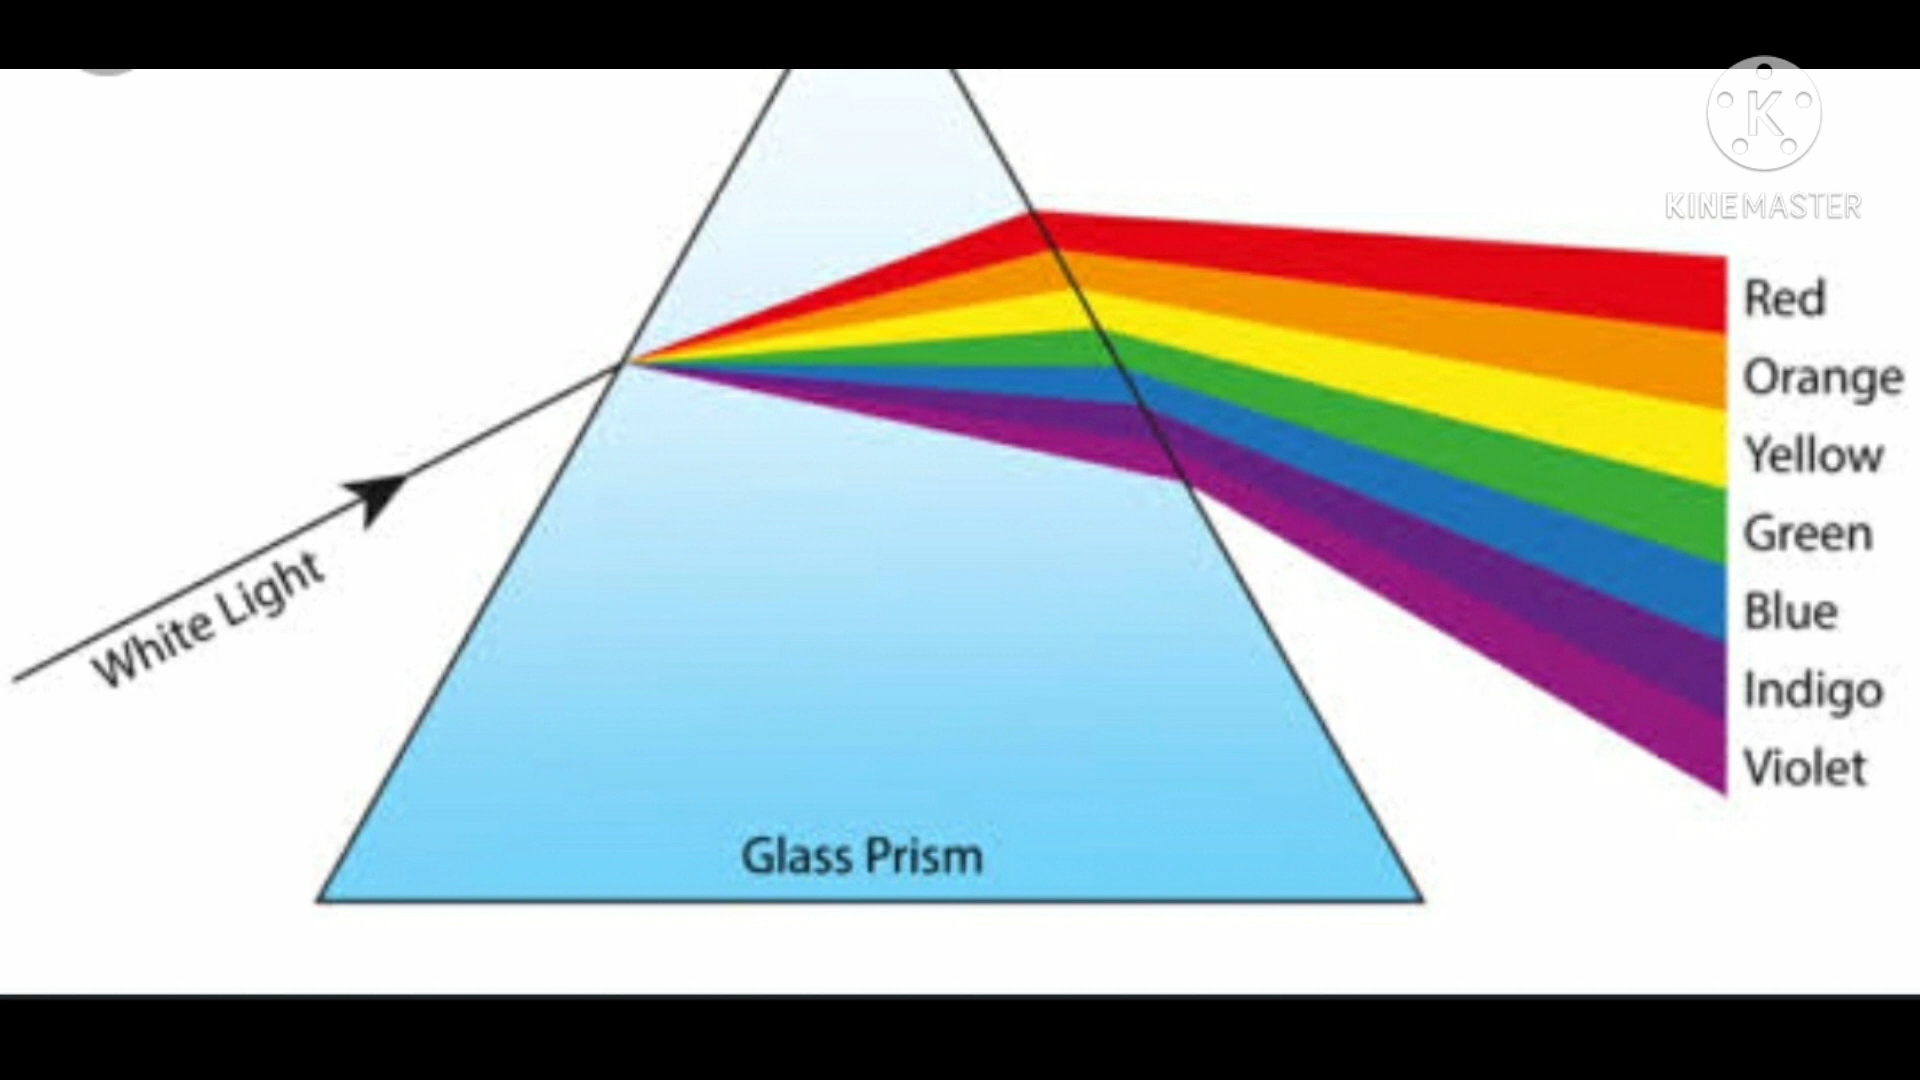 K
KINEMASTER
Red
Orange
Yellow
Green
Blue
Indigo
Violet
White Light
Glass Prism